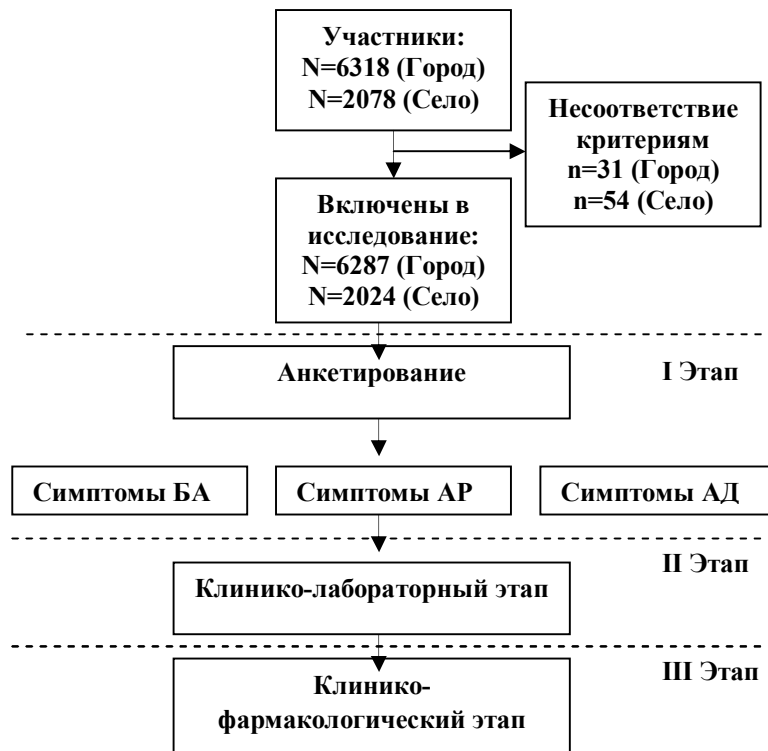 Участники:
N=6318 (Город)
N=2078 (Село)
Несоответствие
критериям
n=31 (Город)
n=54 (Село)
Включены в
исследование:
N=6287 (Город)
N=2024 (Село)
Анкетирование
I Этап
Симптомы БА
Симптомы АР
Симптомы АД
II Этап
Клинико-лабораторный этап
III Этап
Клинико-
фармакологический этап